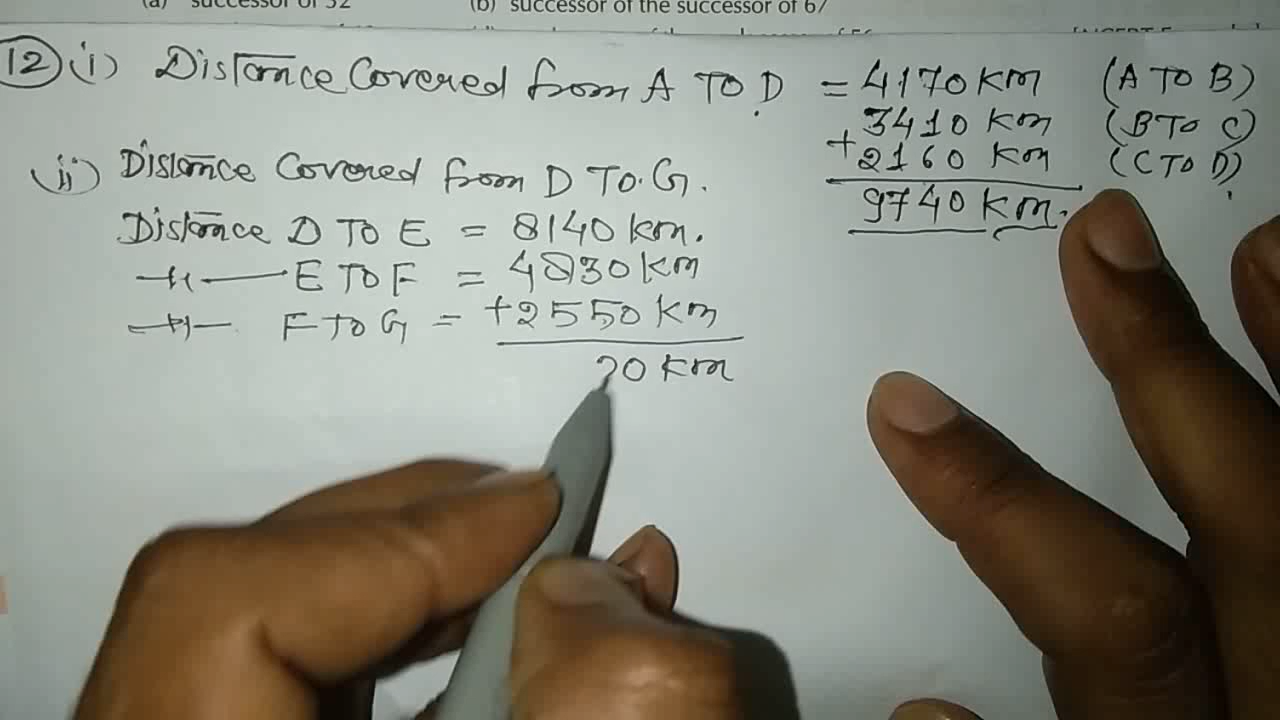 (a) successor of 32
(b) successor of the successor of 67
12 (i) Distance Covered from A TO D. = 4170 KM (A TO B)
3410 KM (B TO C)
+ 2160 KM (C TO D)
9740 KM.
(ii) Distance Covered from D TO G.
Distance D TO E = 8140 KM.
—〃— E TO F = 4830 KM
—〃— F TO G = +2550 KM
20 KM